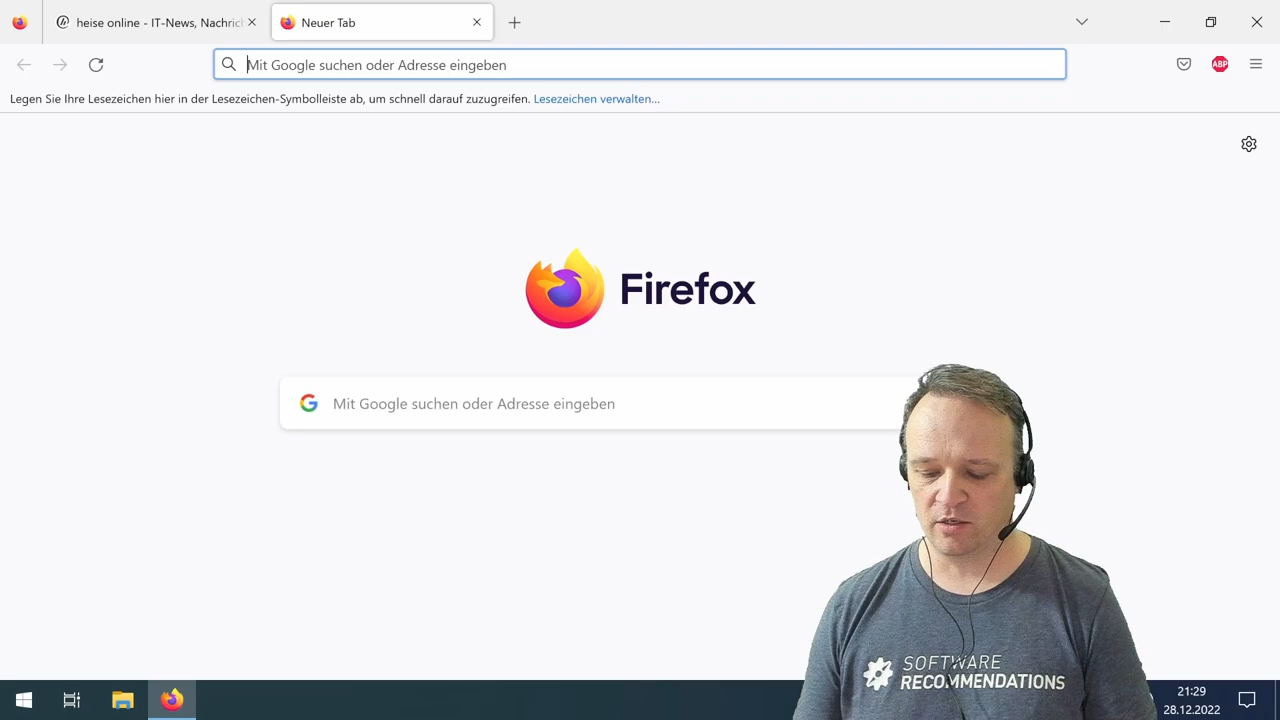 heise online - IT-News, Nachric
Neuer Tab
Mit Google suchen oder Adresse eingeben
ABP
Legen Sie Ihre Lesezeichen hier in der Lesezeichen-Symbolleiste ab, um schnell darauf zuzugreifen. Lesezeichen verwalten...
Firefox
Mit Google suchen oder Adresse eingeben
SOFTWARE
RECOMMENDATIONS
21:29
28.12.2022